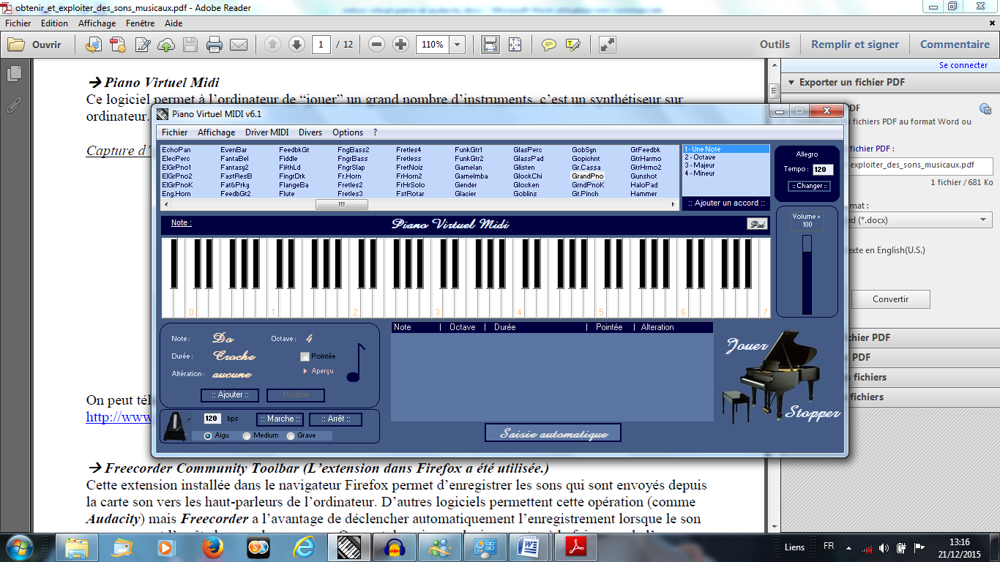 obtenir_et_exploiter_des_sons_musicaux.pdf - Adobe Reader
Fichier Edition Affichage Fenêtre Aide
Ouvrir 1 / 12 110% Outils Remplir et signer Commentaire
Se connecter
Exporter un fichier PDF
PDF
s fichiers PDF au format Word ou
fichier PDF :
exploiter_des_sons_musicaux.pdf
1 fichier / 681 Ko
mat :
rd (*.docx)
exte en English(U.S.)
Convertir
hier PDF
PDF
s fichiers
fichiers
→ Piano Virtuel Midi
Ce logiciel permet à l'ordinateur de “jouer” un grand nombre d'instruments, c'est un synthétiseur sur
ordinateur.
Capture d'
Piano Virtuel MIDI v6.1
Fichier Affichage Driver MIDI Divers Options ?
EchoPan EvenBar FeedbkGt FngBass2 Fretles4 FunkGtr1 GlasPerc GobSyn GtFeedbk
ElecPerc FantaBel Fiddle FngrBass Fretless FunkGtr2 GlassPad Gopichnt GtrHarmo
ElGrPno1 Fantasy2 FifthLd FngrSlap FretNoiz Gamelan Glisten Gr.Cassa GtrHrmo2
ElGrPno2 FastResB FingrDrk Fr.Horn FrHorn2 Gamelmba GlockChi GrandPno Gunshot
ElGrPnoK Fat&Prky FlangeBa Fretles2 FrHrSolo Gender Glocken GrndPnoK HaloPad
Eng.Horn FeedbGt2 Flute Fretles3 FstRotar Glacier Goblins Gt.Pinch Hammer
1 - Une Note
2 - Octave
3 - Majeur
4 - Mineur
:: Ajouter un accord ::
Allegro
Tempo : 120
:: Changer ::
Note : Piano Virtuel Midi Pad
Volume =
100
0 1 2 3 4 5 6 7
Note : Do Octave : 4
Durée : Croche Pointée
Altération : aucune Aperçu
:: Ajouter :: :: Modifier ::
120 bps :: Marche :: :: Arrêt ::
Aigu Medium Grave
Note | Octave | Durée | Pointée | Alteration
Saisie automatique
Jouer
Stopper
On peut tél
http://www
→ Freecorder Community Toolbar (L'extension dans Firefox a été utilisée.)
Cette extension installée dans le navigateur Firefox permet d'enregistrer les sons qui sont envoyés depuis
la carte son vers les haut-parleurs de l'ordinateur. D'autres logiciels permettent cette opération (comme
Audacity) mais Freecorder a l'avantage de déclencher automatiquement l'enregistrement lorsque le son
Liens FR 13:16
21/12/2015